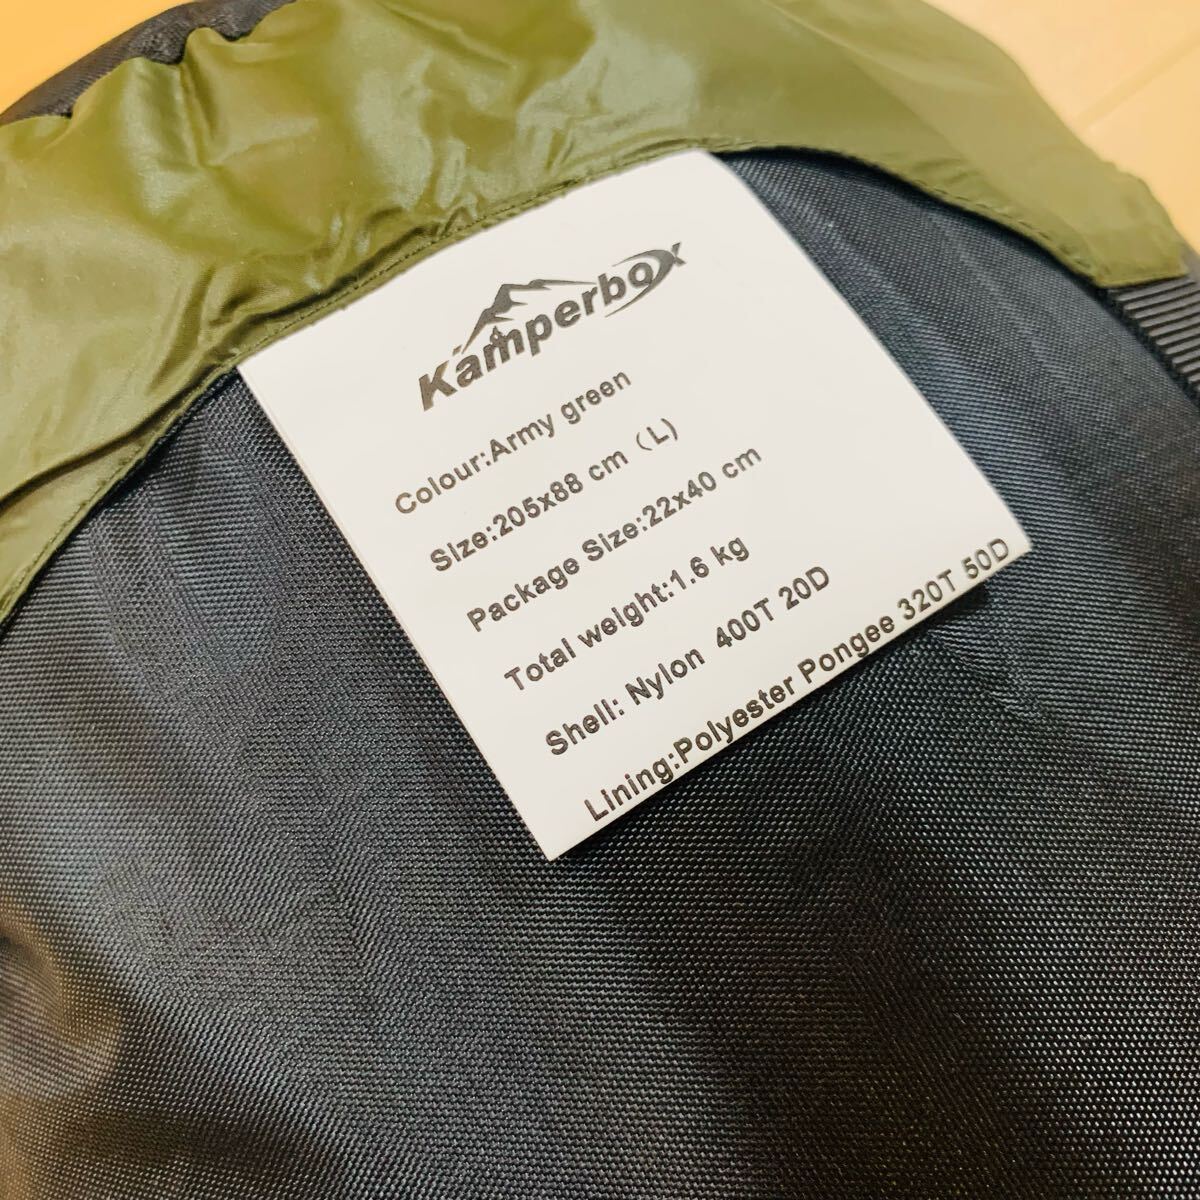 Kamperbox
Colour:Army green
Size:205x88 cm（L)
Package Size:22x40 cm
Total weight:1.6 kg
Shell: Nylon  400T 20D
Lining:Polyester Pongee 320T 50D